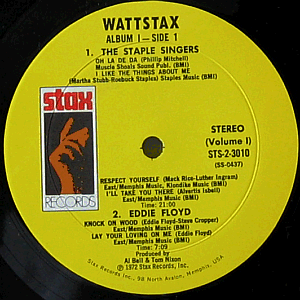 WATTSTAX
ALBUM I—SIDE 1
1. THE STAPLE SINGERS
OH LA DE DA (Phillip Mitchell)
Muscle Shoals Sound Publ. (BMI)
I LIKE THE THINGS ABOUT ME
(Martha Stubb-Roebuck Staples) Staples Music (BMI)
stax
RECORDS
STEREO
(Volume I)
STS-2-3010
(SS-0437)
RESPECT YOURSELF (Mack Rice-Luther Ingram)
East/Memphis Music, Klondike Music (BMI)
I'LL TAKE YOU THERE (Alvertis Isbell)
East/Memphis Music (BMI)
Time: 21:00
2. EDDIE FLOYD
KNOCK ON WOOD (Eddie Floyd-Steve Cropper)
East/Memphis Music (BMI)
LAY YOUR LOVING ON ME (Eddie Floyd)
East/Memphis Music (BMI)
Time: 7:09
Produced by
Al Bell & Tom Nixon
℗ 1972 Stax Records, Inc.
Stax Records Inc., 98 North Avalon, Memphis, USA